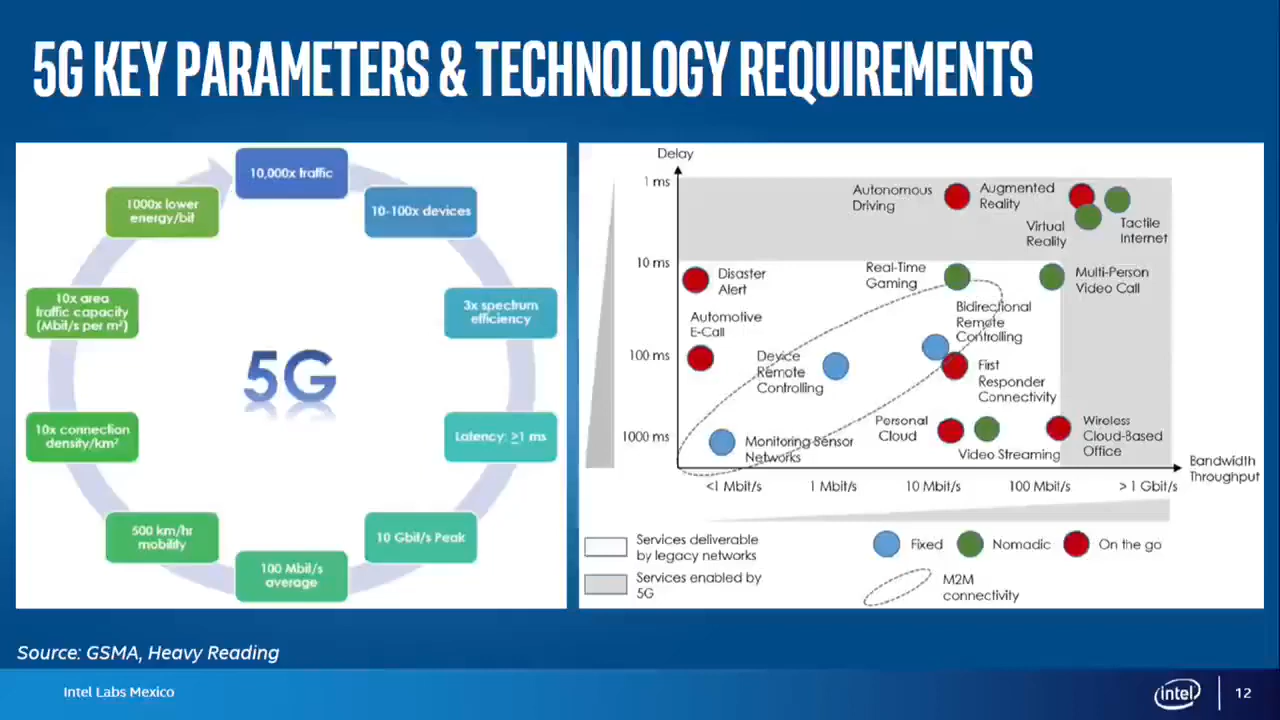 5G KEY PARAMETERS & TECHNOLOGY REQUIREMENTS
10,000x traffic
10-100x devices
3x spectrum
efficiency
Latency: ≥1 ms
10 Gbil/s Peak
100 Mbil/s
average
500 km/hr
mobility
10x connection
density/km²
10x area
traffic capacity
(Mbil/s per m²)
1000x lower
energy/bil
5G
Delay
1 ms
10 ms
100 ms
1000 ms
Autonomous
Driving
Augmented
Reality
Virtual
Reality
Tactile
Internet
Disaster
Alert
Real-Time
Gaming
Multi-Person
Video Call
Automotive
E-Call
Bidirectional
Remote
Controlling
Device
Remote
Controlling
First
Responder
Connectivity
Personal
Cloud
Video Streaming
Wireless
Cloud-Based
Office
Monitoring Sensor
Networks
<1 Mbit/s
1 Mbit/s
10 Mbit/s
100 Mbit/s
> 1 Gbit/s
Bandwidth
Throughput
Services deliverable
by legacy networks
Services enabled by
5G
Fixed
Nomadic
On the go
M2M
connectivity
Source: GSMA, Heavy Reading
Intel Labs Mexico
intel
12